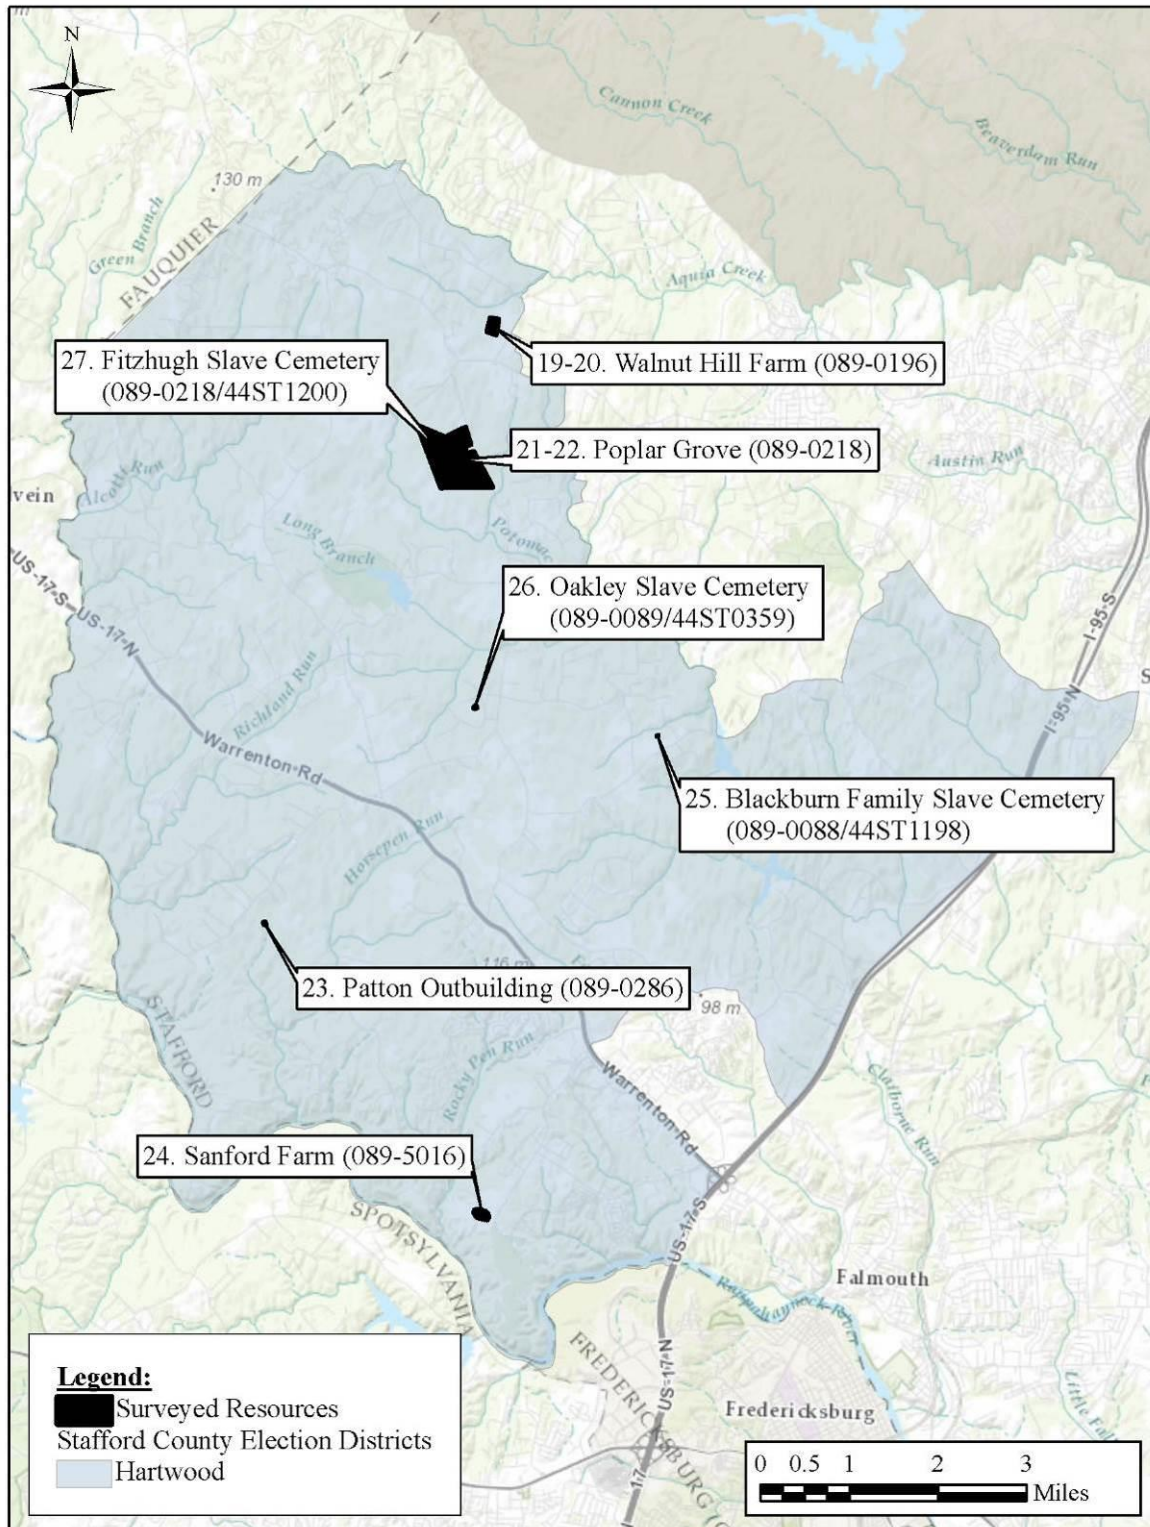 N
Cannon Creek
Beaverdam Run
130 m
Green Branch
FAUQUIER
Aquia Creek
27. Fitzhugh Slave Cemetery
(089-0218/44ST1200)
19-20. Walnut Hill Farm (089-0196)
21-22. Poplar Grove (089-0218)
Austin Run
vein
Alcotti Run
Long Branch
Potomac
US-17-S
US-17-N
26. Oakley Slave Cemetery
(089-0089/44ST0359)
I-95-S
S
I-95-N
Richland Run
Warrenton Rd
25. Blackburn Family Slave Cemetery
(089-0088/44ST1198)
Horsepen Run
116 m
23. Patton Outbuilding (089-0286)
98 m
STAFFORD
Rocky Pen Run
Claiborne Run
Warrenton Rd
24. Sanford Farm (089-5016)
US-17-S
SPOTSYLVANIA
Falmouth
Rappahannock River
US-17-N
FREDERICKSBURG
Fredericksburg
Little Fall
17
Legend:
Surveyed Resources
Stafford County Election Districts
Hartwood
0 0.5 1 2 3
Miles